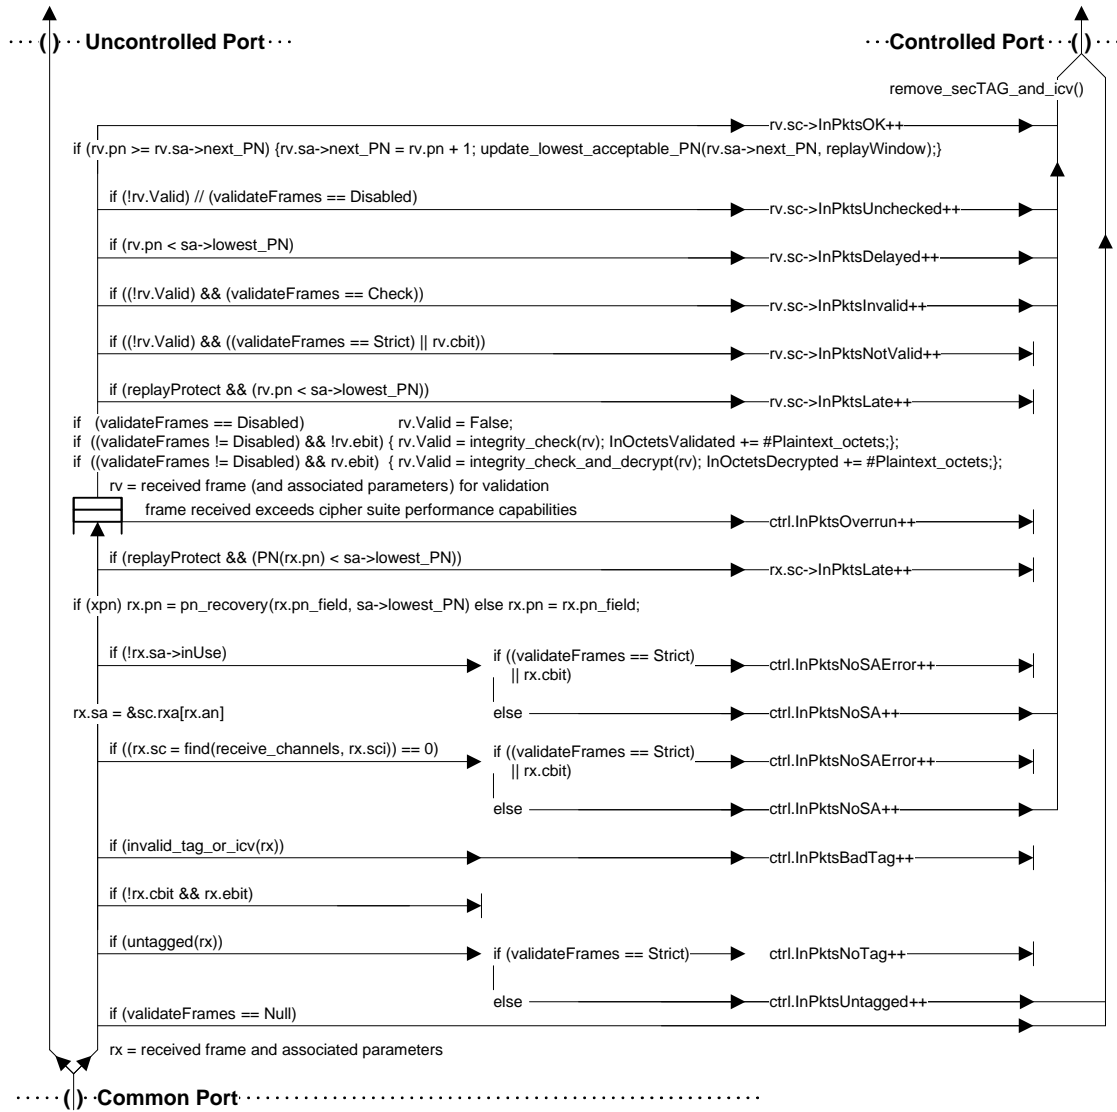 ()  Uncontrolled Port
Controlled Port  ()
remove_secTAG_and_icv()
rv.sc->InPktsOK++
if (rv.pn >= rv.sa->next_PN) {rv.sa->next_PN = rv.pn + 1; update_lowest_acceptable_PN(rv.sa->next_PN, replayWindow);}
if (!rv.Valid) // (validateFrames == Disabled)
rv.sc->InPktsUnchecked++
if (rv.pn < sa->lowest_PN)
rv.sc->InPktsDelayed++
if ((!rv.Valid) && (validateFrames == Check))
rv.sc->InPktsInvalid++
if ((!rv.Valid) && ((validateFrames == Strict) || rv.cbit))
rv.sc->InPktsNotValid++
if (replayProtect && (rv.pn < sa->lowest_PN))
rv.sc->InPktsLate++
if (validateFrames == Disabled) rv.Valid = False;
if ((validateFrames != Disabled) && !rv.ebit) { rv.Valid = integrity_check(rv); InOctetsValidated += #Plaintext_octets;};
if ((validateFrames != Disabled) && rv.ebit) { rv.Valid = integrity_check_and_decrypt(rv); InOctetsDecrypted += #Plaintext_octets;};
rv = received frame (and associated parameters) for validation
frame received exceeds cipher suite performance capabilities
ctrl.InPktsOverrun++
if (replayProtect && (PN(rx.pn) < sa->lowest_PN))
rx.sc->InPktsLate++
if (xpn) rx.pn = pn_recovery(rx.pn_field, sa->lowest_PN) else rx.pn = rx.pn_field;
if (!rx.sa->inUse)
if ((validateFrames == Strict)
|| rx.cbit)
ctrl.InPktsNoSAError++
rx.sa = &sc.rxa[rx.an]
else
ctrl.InPktsNoSA++
if ((rx.sc = find(receive_channels, rx.sci)) == 0)
if ((validateFrames == Strict)
|| rx.cbit)
ctrl.InPktsNoSAError++
else
ctrl.InPktsNoSA++
if (invalid_tag_or_icv(rx))
ctrl.InPktsBadTag++
if (!rx.cbit && rx.ebit)
if (untagged(rx))
if (validateFrames == Strict)
ctrl.InPktsNoTag++
else
ctrl.InPktsUntagged++
if (validateFrames == Null)
rx = received frame and associated parameters
()  Common Port